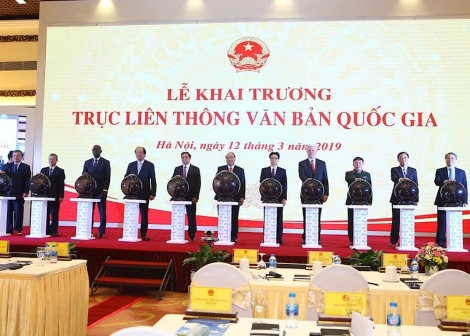 LỄ KHAI TRƯƠNG
TRỤC LIÊN THÔNG VĂN BẢN QUỐC GIA
Hà Nội, ngày 12 tháng 3 năm 2019